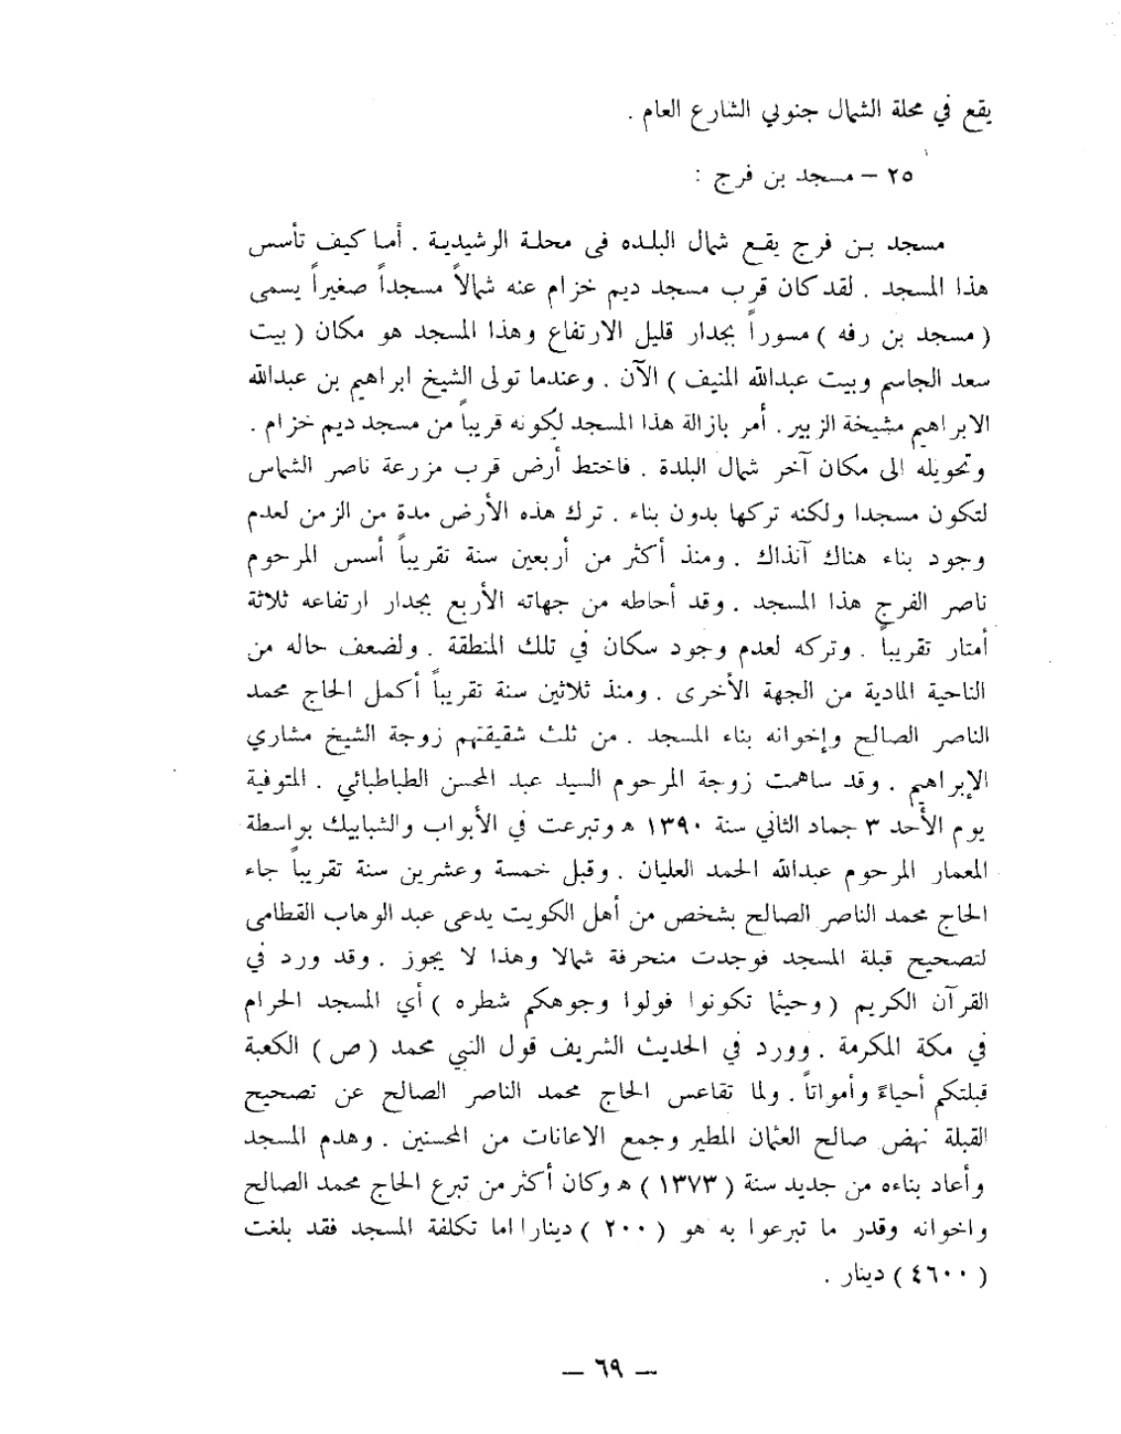 يقع في محلة الشمال جنوبي الشارع العام .
٢٥ – مسجد بن فرج :
مسجد بن فرج يقع شمال البلده في محلة الرشيدية . أما كيف تأسس
هذا المسجد . لقد كان قرب مسجد ديم خزام عنه شمالاً مسجداً صغيراً يسمى
( مسجد بن رفه ) مسوراً بجدار قليل الارتفاع وهذا المسجد هو مكان ( بيت
سعد الجاسم وبيت عبدالله المنيف ) الآن . وعندما تولى الشيخ ابراهيم بن عبدالله
الابراهيم مشيخة الزبير . أمر بازالة هذا المسجد لكونه قريباً من مسجد ديم خزام .
وتحويله الى مكان آخر شمال البلدة . فاختط أرض قرب مزرعة ناصر الشماس
لتكون مسجدا ولكنه تركها بدون بناء . ترك هذه الأرض مدة من الزمن لعدم
وجود بناء هناك آنذاك . ومنذ أكثر من أربعين سنة تقريباً أسس المرحوم
ناصر الفرج هذا المسجد . وقد أحاطه من جهاته الأربع بجدار ارتفاعه ثلاثة
أمتار تقريباً . وتركه لعدم وجود سكان في تلك المنطقة . ولضعف حاله من
الناحية المادية من الجهة الأخرى . ومنذ ثلاثين سنة تقريباً أكمل الحاج محمد
الناصر الصالح وإخوانه بناء المسجد . من ثلث شقيقتهم زوجة الشيخ مشاري
الإبراهيم . وقد ساهمت زوجة المرحوم السيد عبد المحسن الطباطبائي . المتوفية
يوم الأحد ٣ جماد الثاني سنة ١٣٩٠ ه وتبرعت في الأبواب والشبابيك بواسطة
المعمار المرحوم عبدالله الحمد العليان . وقبل خمسة وعشرين سنة تقريباً جاء
الحاج محمد الناصر الصالح بشخص من أهل الكويت يدعى عبد الوهاب القطامى
لتصحيح قبلة المسجد فوجدت منحرفة شمالا وهذا لا يجوز . وقد ورد في
القرآن الكريم ( وحيثما تكونوا فولوا وجوهكم شطره ) أي المسجد الحرام
في مكة المكرمة . وورد في الحديث الشريف قول النبي محمد ( ص ) الكعبة
قبلتكم أحياءً وأمواتاً . ولما تقاعس الحاج محمد الناصر الصالح عن تصحيح
القبلة نهض صالح العثمان المطير وجمع الاعانات من المحسنين . وهدم المسجد
وأعاد بناءه من جديد سنة ( ١٣٧٣ ) ه وكان أكثر من تبرع الحاج محمد الصالح
واخوانه وقدر ما تبرعوا به هو ( ٢٠٠ ) دينارا اما تكلفة المسجد فقد بلغت
( ٤٦٠٠ ) دينار .
— ٦٩ —